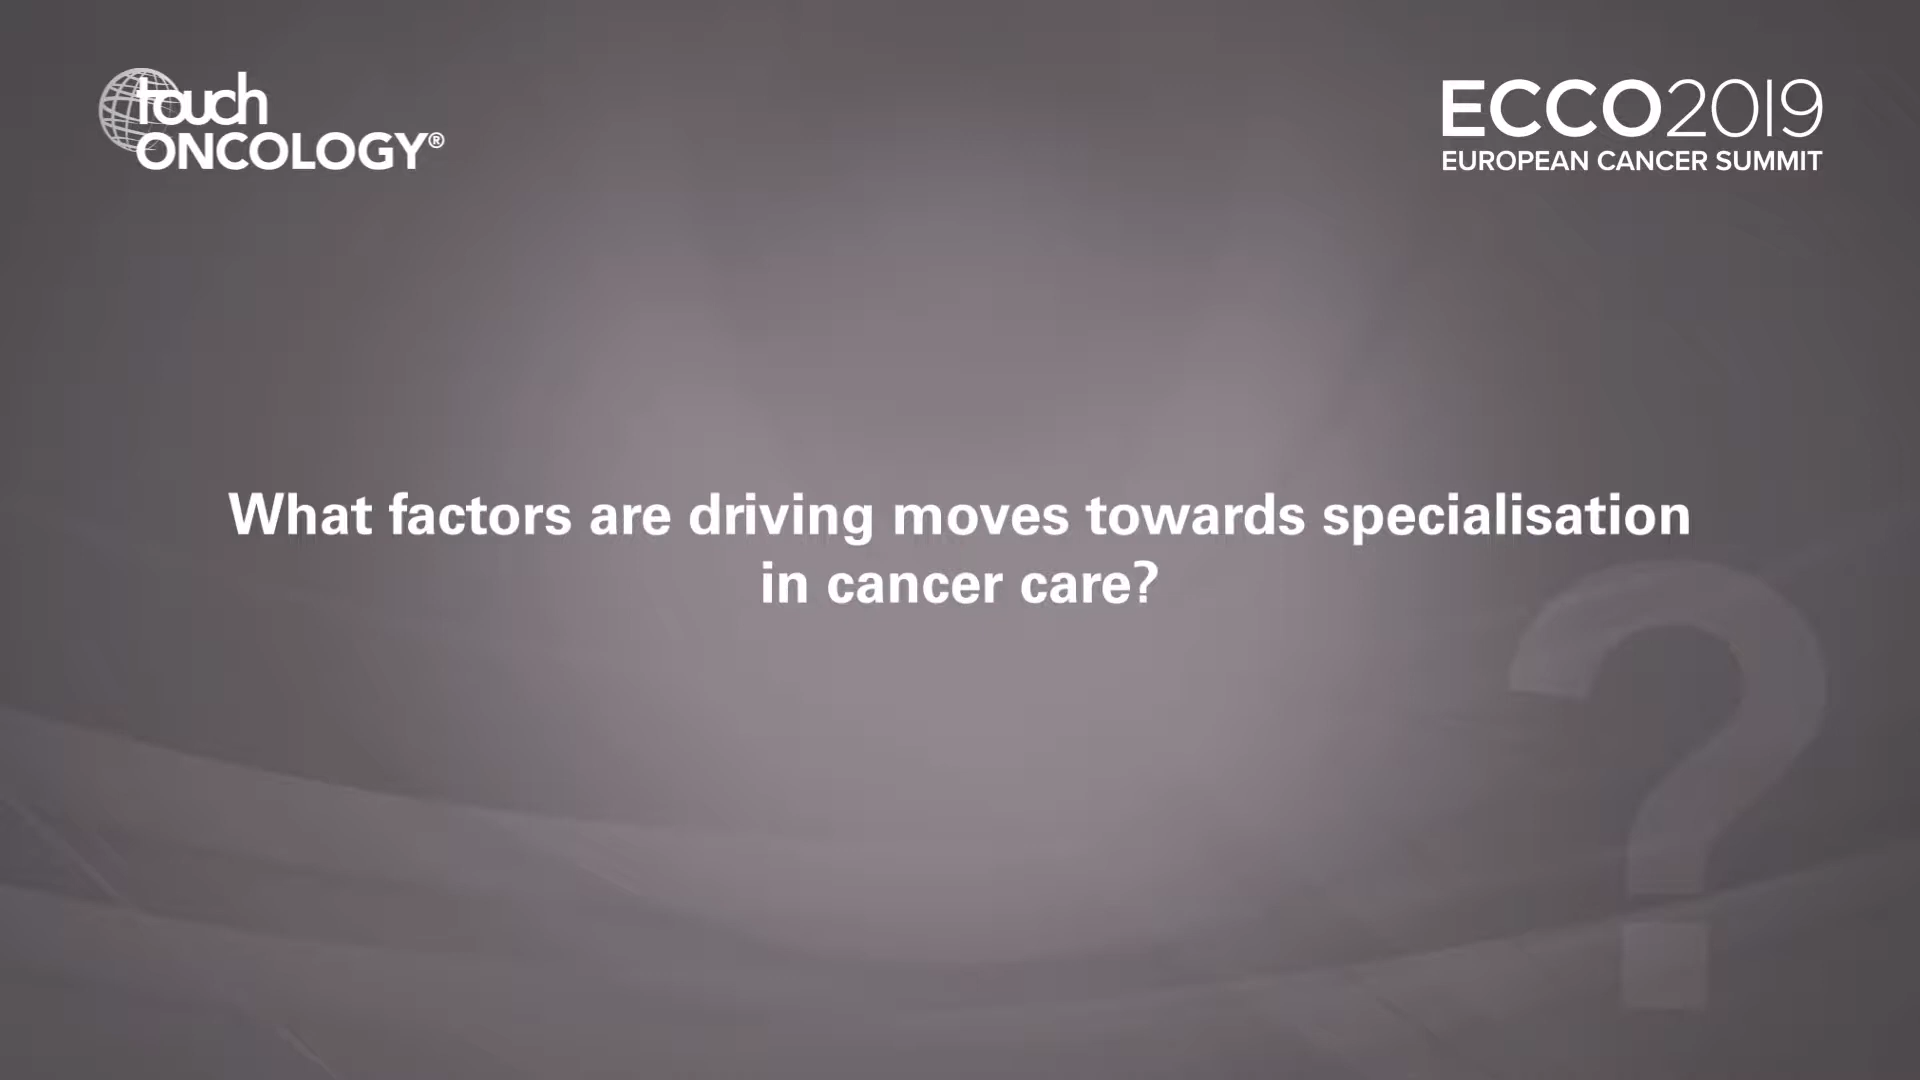 touch
ONCOLOGY®
ECCO2019
EUROPEAN CANCER SUMMIT
What factors are driving moves towards specialisation
in cancer care?
?